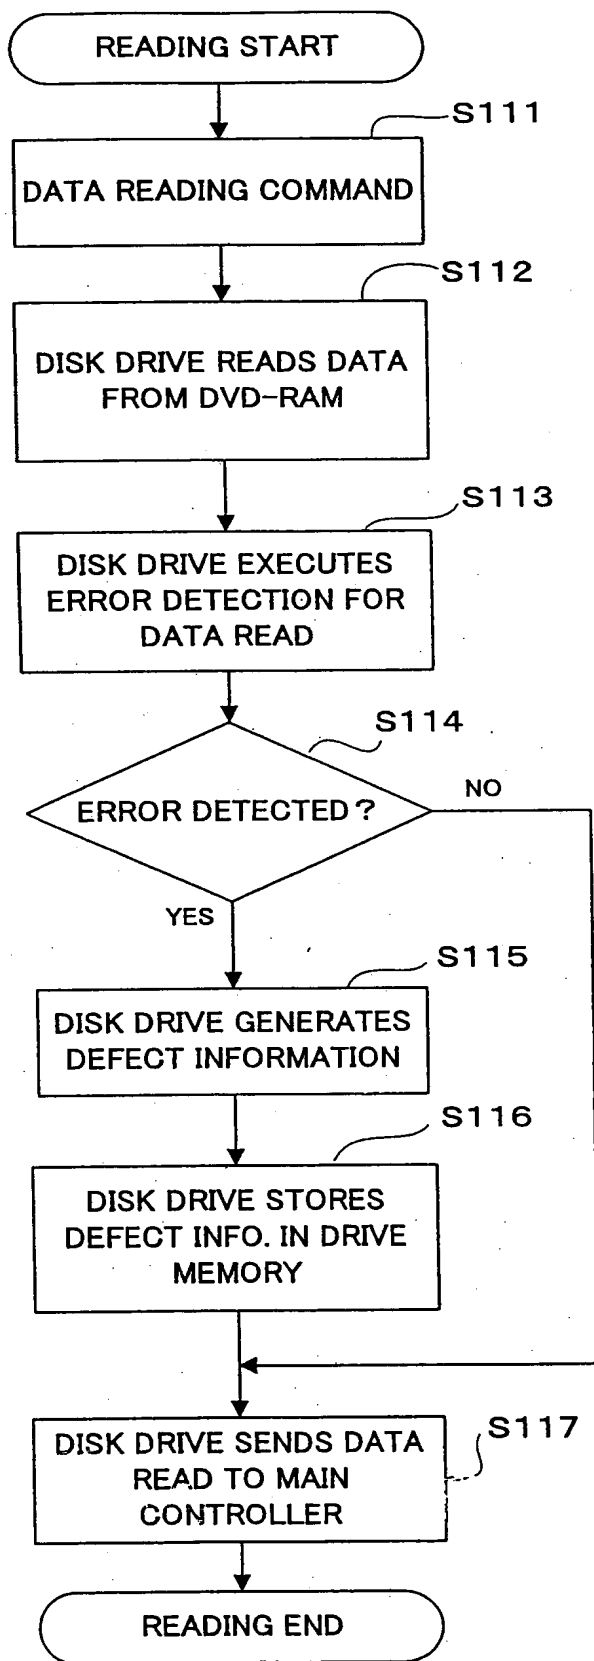 READING START
S111
DATA READING COMMAND
S112
DISK DRIVE READS DATA
FROM DVD-RAM
S113
DISK DRIVE EXECUTES
ERROR DETECTION FOR
DATA READ
S114
ERROR DETECTED?
NO
YES
S115
DISK DRIVE GENERATES
DEFECT INFORMATION
S116
DISK DRIVE STORES
DEFECT INFO. IN DRIVE
MEMORY
S117
DISK DRIVE SENDS DATA
READ TO MAIN
CONTROLLER
READING END